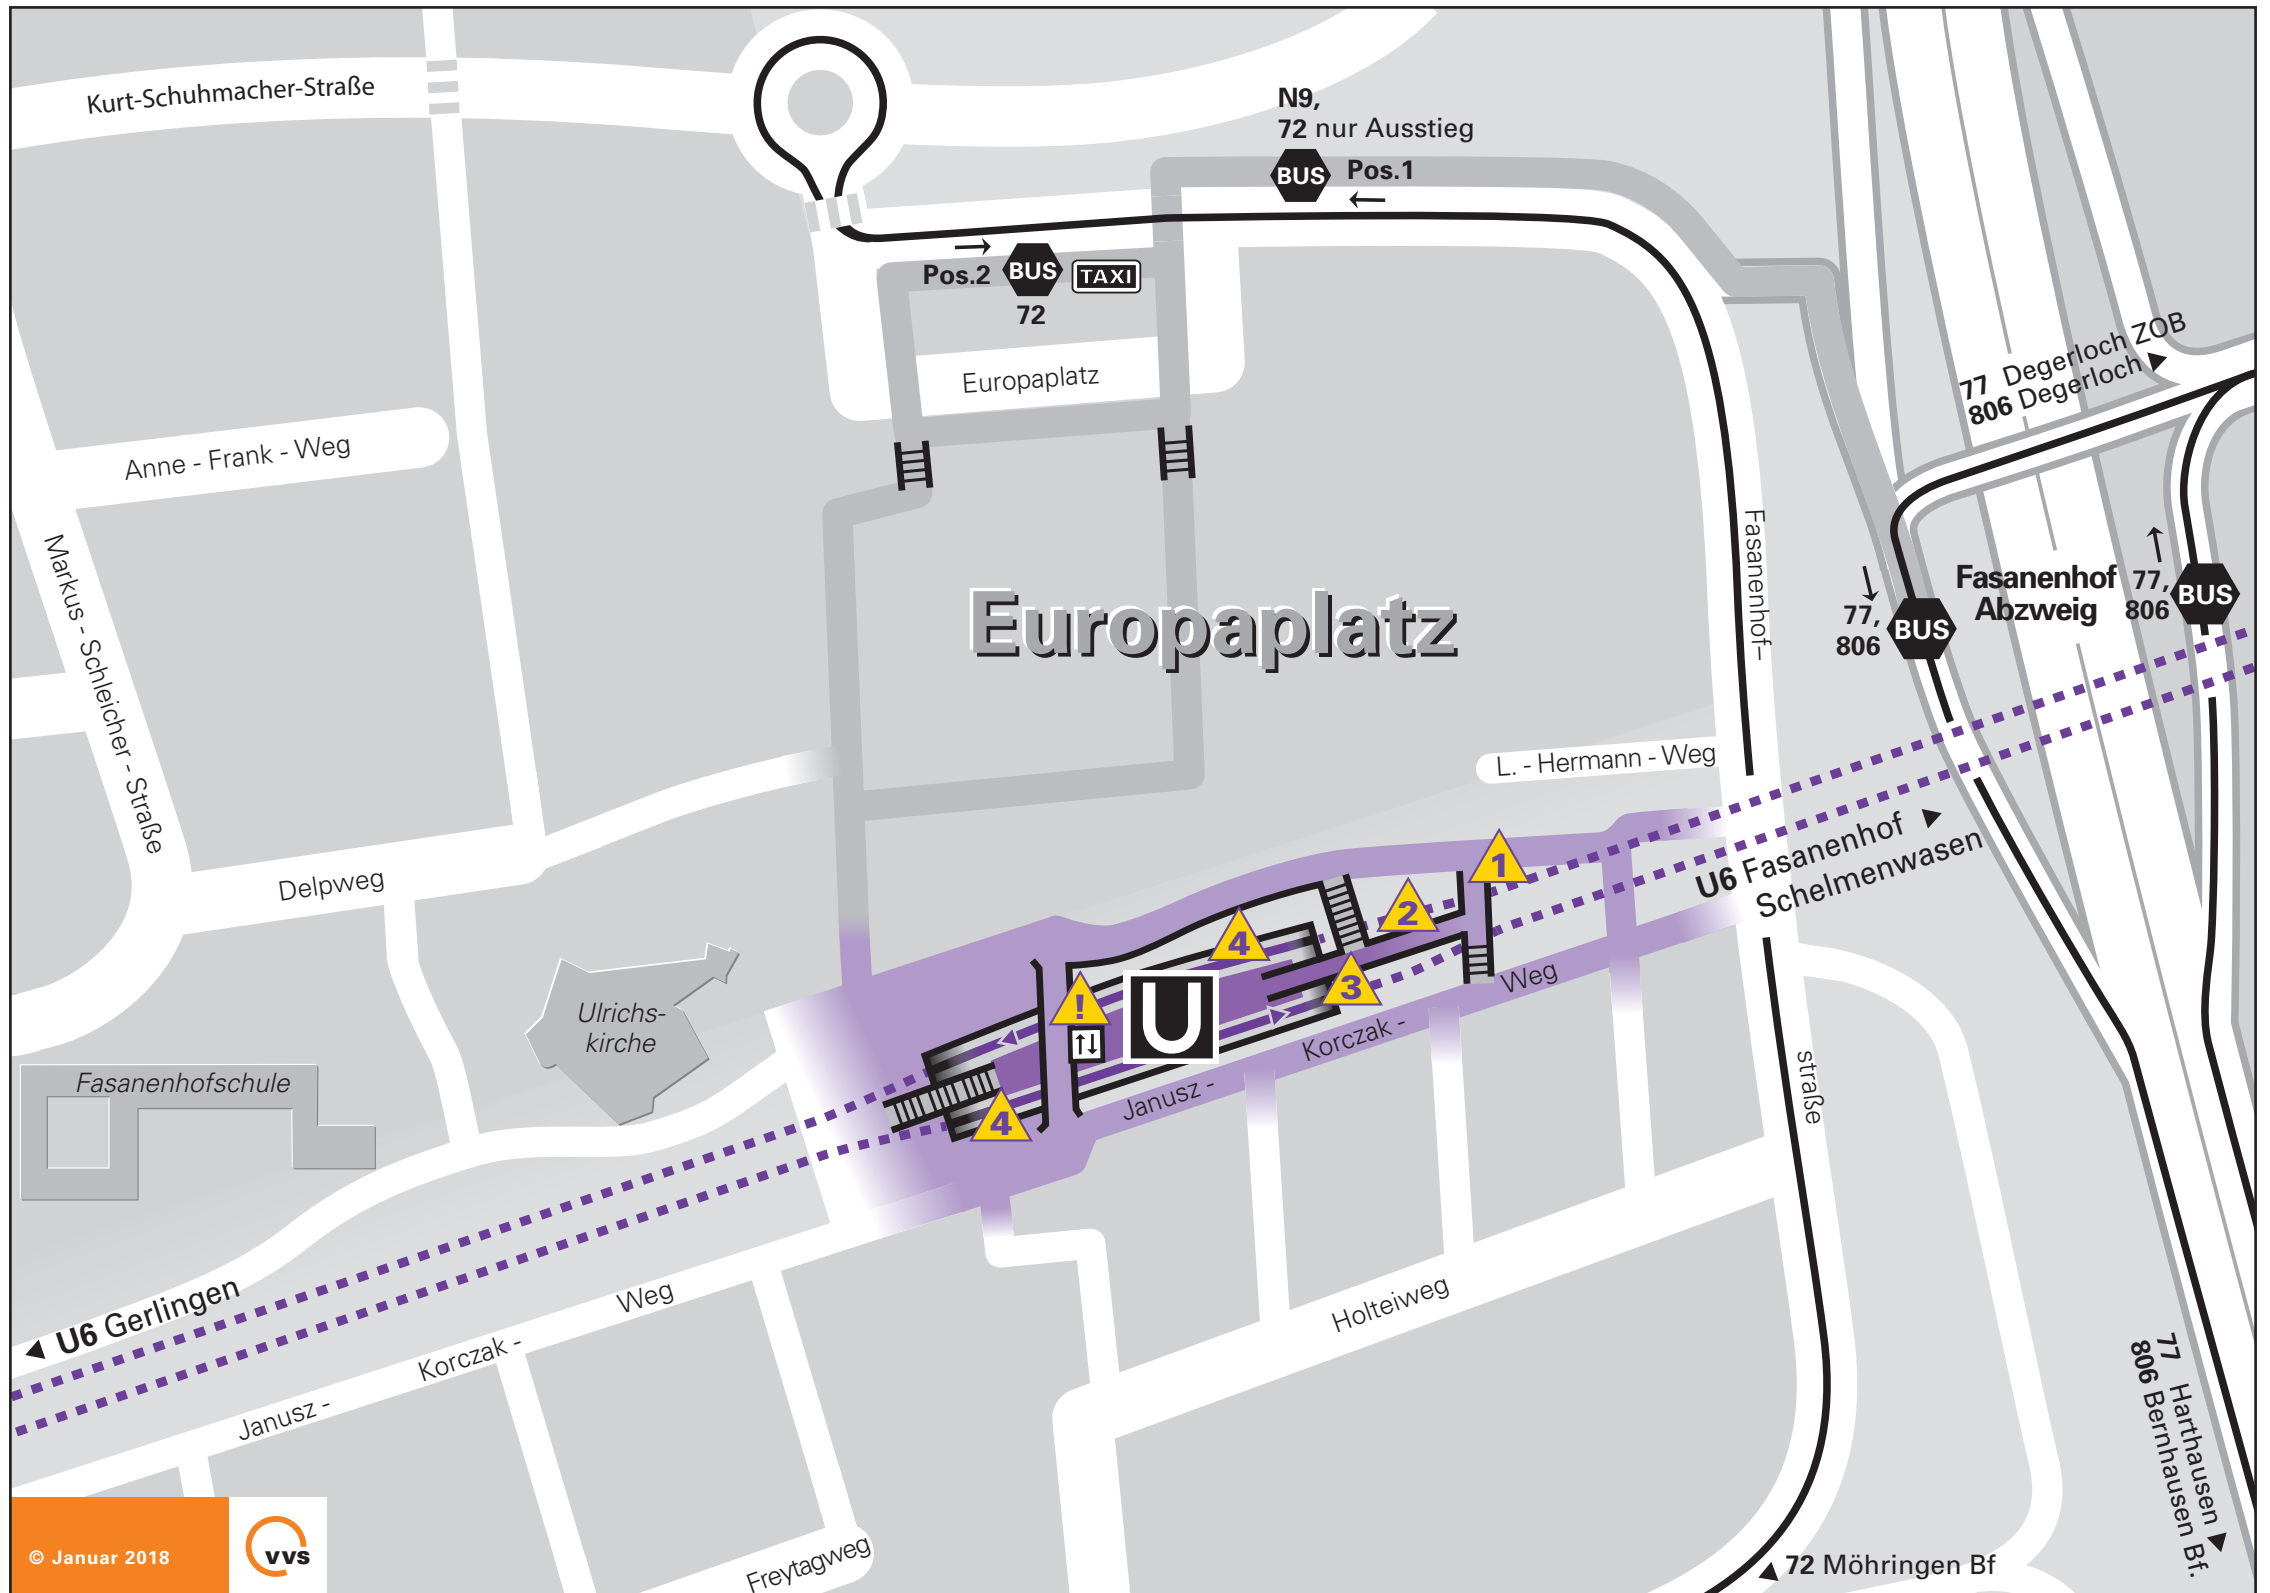 Kurt-Schuhmacher-Straße
N9,
72 nur Ausstieg
BUS
Pos.1
Pos.2
BUS
TAXI
72
Europaplatz
Anne - Frank - Weg
Markus - Schleicher - Straße
77 Degerloch ZOB
806 Degerloch
Fasanenhof-
Fasanenhof
Abzweig
77,
806
BUS
77,
806
BUS
Europaplatz
L. - Hermann - Weg
U6 Fasanenhof
Schelmenwasen
Delpweg
1
2
4
3
!
U
4
Ulrichs-
kirche
Fasanenhofschule
Janusz - Korczak - Weg
straße
U6 Gerlingen
Janusz - Korczak - Weg
Holteiweg
Freytagweg
77 Harthausen
806 Bernhausen Bf.
72 Möhringen Bf
© Januar 2018
vvs